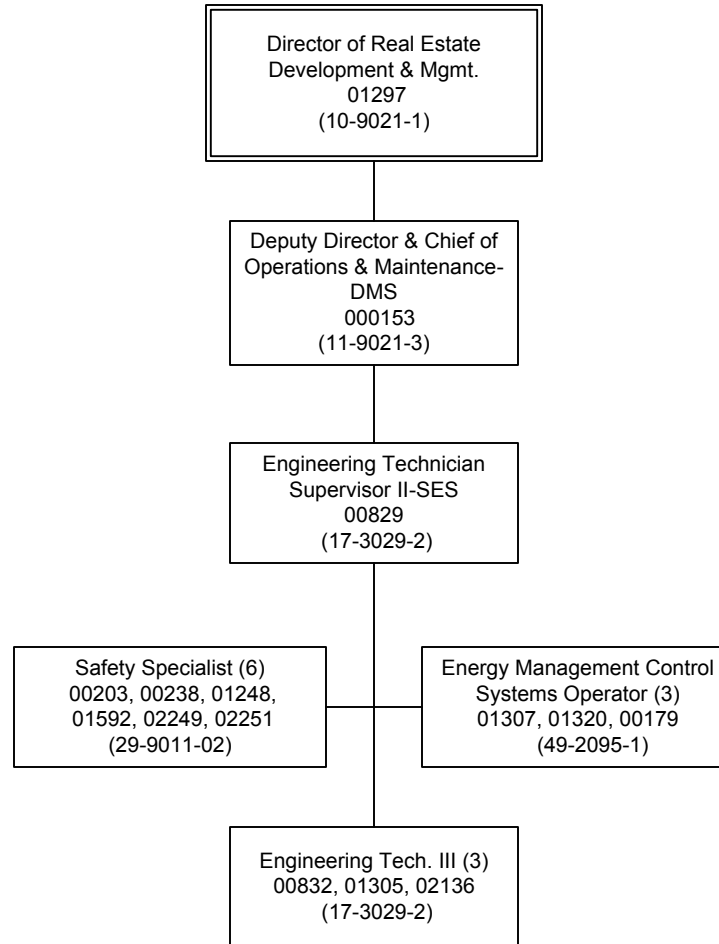 Director of Real Estate
Development & Mgmt.
01297
(10-9021-1)
Deputy Director & Chief of
Operations & Maintenance-
DMS
000153
(11-9021-3)
Engineering Technician
Supervisor II-SES
00829
(17-3029-2)
Safety Specialist (6)
00203, 00238, 01248,
01592, 02249, 02251
(29-9011-02)
Energy Management Control
Systems Operator (3)
01307, 01320, 00179
(49-2095-1)
Engineering Tech. III (3)
00832, 01305, 02136
(17-3029-2)